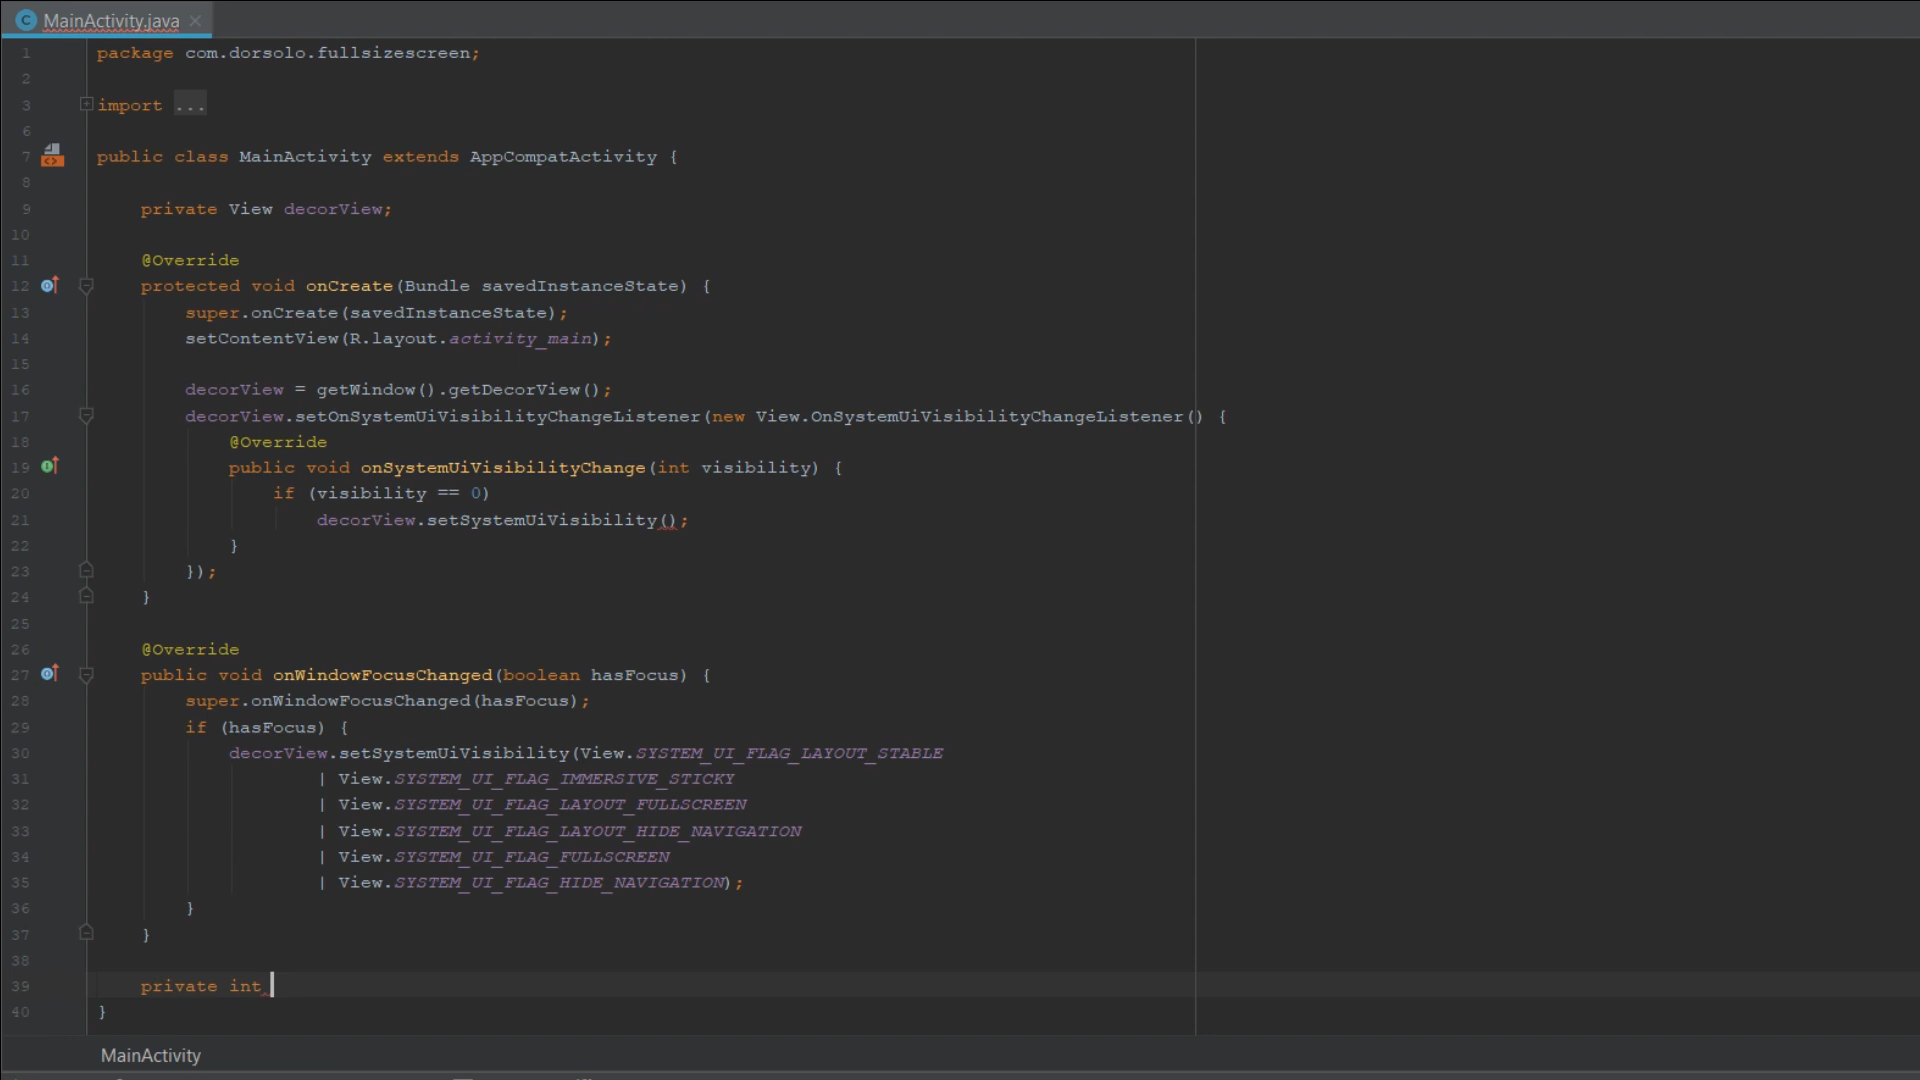 MainActivity.java
1 package com.dorsolo.fullsizescreen;
2
3 import ...
6
7 public class MainActivity extends AppCompatActivity {
8
9 private View decorView;
10
11 @Override
12 protected void onCreate(Bundle savedInstanceState) {
13 super.onCreate(savedInstanceState);
14 setContentView(R.layout.activity_main);
15
16 decorView = getWindow().getDecorView();
17 decorView.setOnSystemUiVisibilityChangeListener(new View.OnSystemUiVisibilityChangeListener() {
18 @Override
19 public void onSystemUiVisibilityChange(int visibility) {
20 if (visibility == 0)
21 decorView.setSystemUiVisibility();
22 }
23 });
24 }
25
26 @Override
27 public void onWindowFocusChanged(boolean hasFocus) {
28 super.onWindowFocusChanged(hasFocus);
29 if (hasFocus) {
30 decorView.setSystemUiVisibility(View.SYSTEM_UI_FLAG_LAYOUT_STABLE
31 | View.SYSTEM_UI_FLAG_IMMERSIVE_STICKY
32 | View.SYSTEM_UI_FLAG_LAYOUT_FULLSCREEN
33 | View.SYSTEM_UI_FLAG_LAYOUT_HIDE_NAVIGATION
34 | View.SYSTEM_UI_FLAG_FULLSCREEN
35 | View.SYSTEM_UI_FLAG_HIDE_NAVIGATION);
36 }
37 }
38
39 private int
40 }
MainActivity